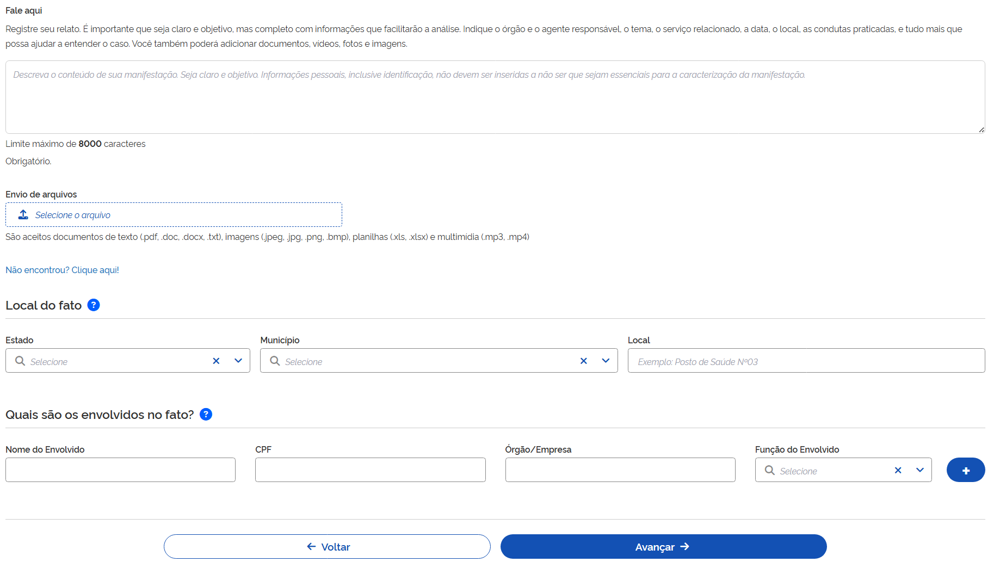 Fale aqui
Registre seu relato. É importante que seja claro e objetivo, mas completo com informações que facilitarão a análise. Indique o órgão e o agente responsável, o tema, o serviço relacionado, a data, o local, as condutas praticadas, e tudo mais que
possa ajudar a entender o caso. Você também poderá adicionar documentos, vídeos, fotos e imagens.
Descreva o conteúdo de sua manifestação. Seja claro e objetivo. Informações pessoais, inclusive identificação, não devem ser inseridas a não ser que sejam essenciais para a caracterização da manifestação.
Limite máximo de 8000 caracteres
Obrigatório.
Envio de arquivos
Selecione o arquivo
São aceitos documentos de texto (.pdf, .doc, .docx, .txt), imagens (.jpeg, .jpg, .png, .bmp), planilhas (.xls, .xlsx) e multimídia (.mp3, .mp4)
Não encontrou? Clique aqui!
Local do fato ?
Estado Município Local
Selecione Selecione Exemplo: Posto de Saúde Nº03
Quais são os envolvidos no fato? ?
Nome do Envolvido CPF Órgão/Empresa Função do Envolvido
Selecione
Voltar Avançar